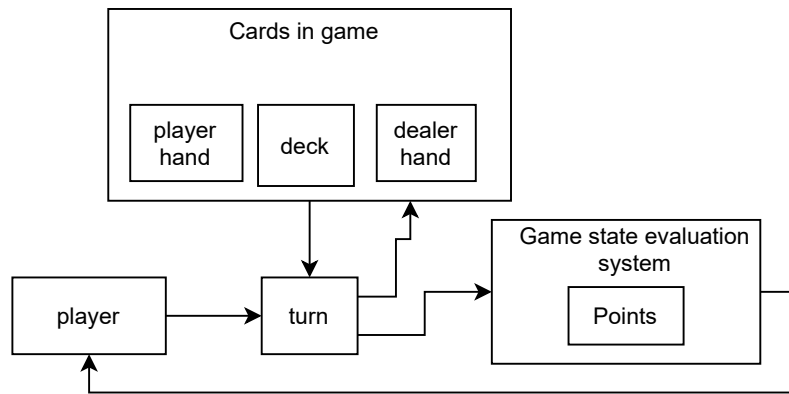 Cards in game
player
hand
deck
dealer
hand
Game state evaluation
system
player
turn
Points